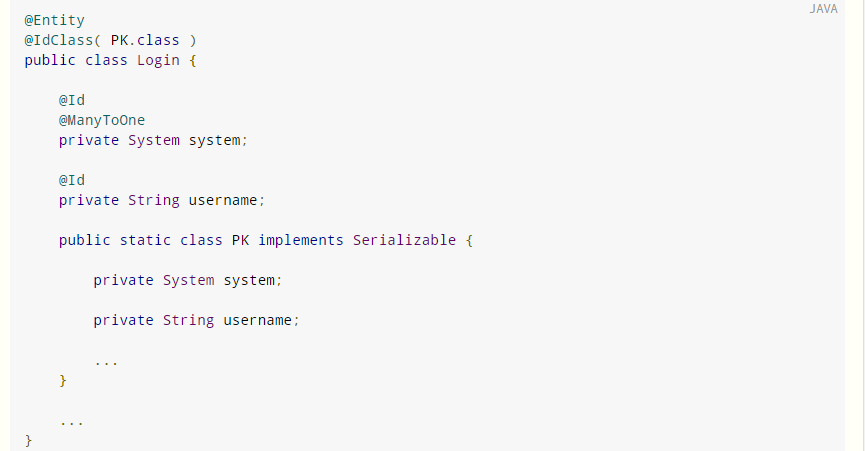 JAVA
@Entity
@IdClass( PK.class )
public class Login {
@Id
@ManyToOne
private System system;
@Id
private String username;
public static class PK implements Serializable {
private System system;
private String username;
...
}
...
}